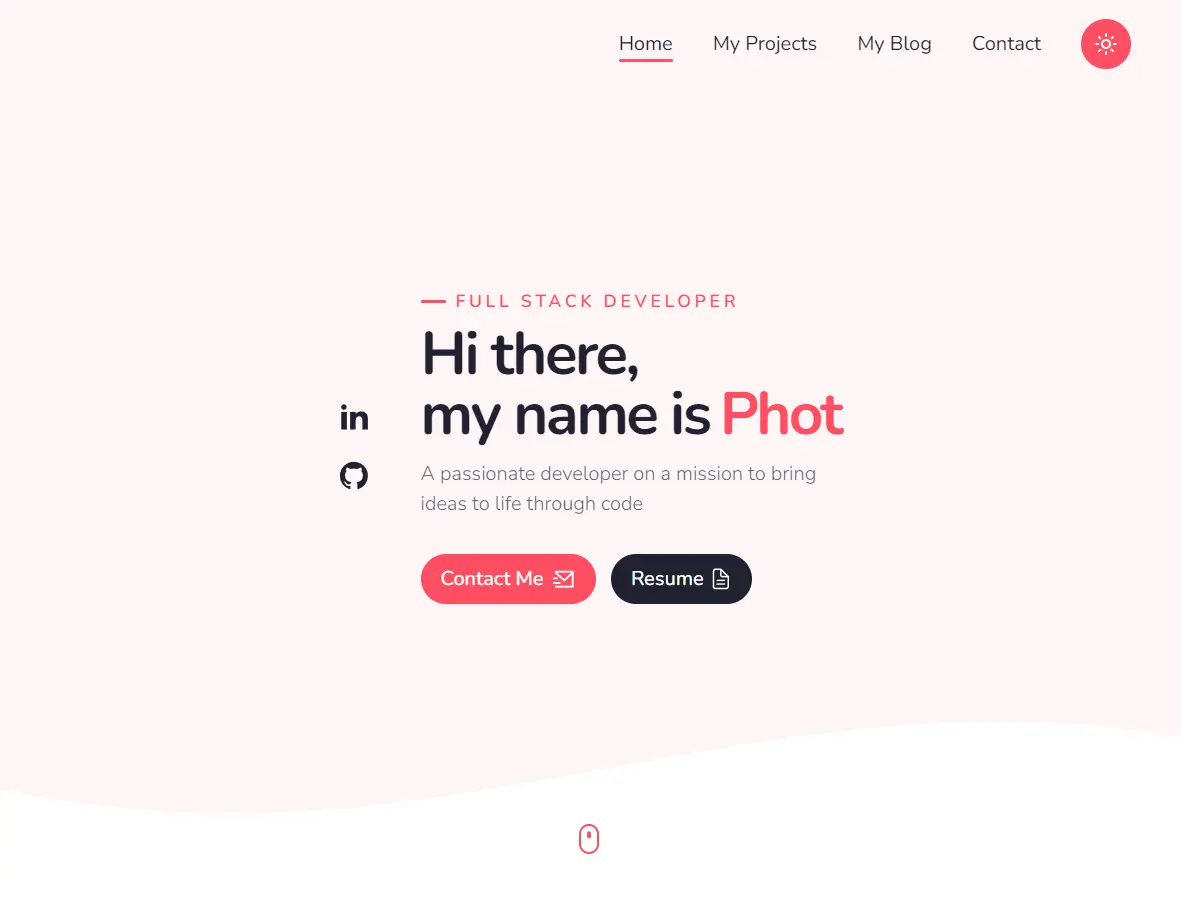 Home My Projects My Blog Contact
FULL STACK DEVELOPER
Hi there,
my name is Phot
in
A passionate developer on a mission to bring
ideas to life through code
Contact Me Resume